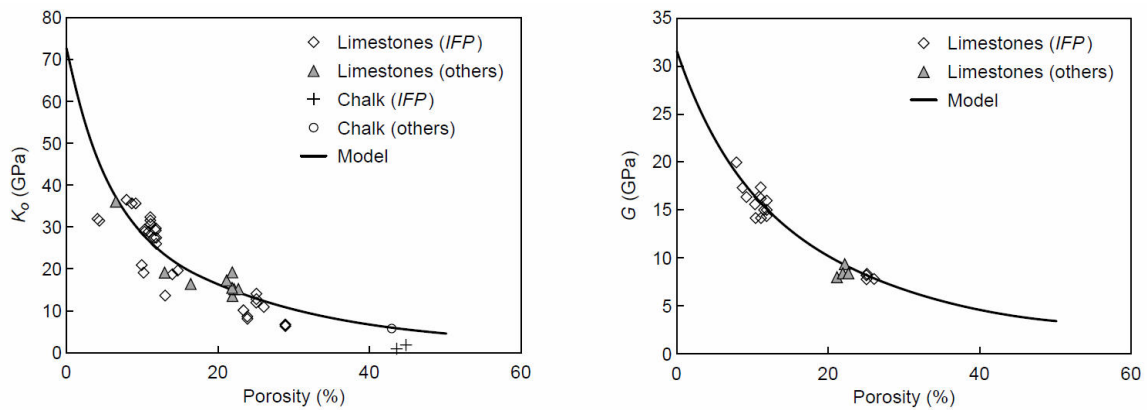 80
70
60
50
40
30
20
10
0
K_o (GPa)
Limestones (IFP)
Limestones (others)
Chalk (IFP)
Chalk (others)
Model
0 20 40 60
Porosity (%)
35
30
25
20
15
10
5
0
G (GPa)
Limestones (IFP)
Limestones (others)
Model
0 20 40 60
Porosity (%)